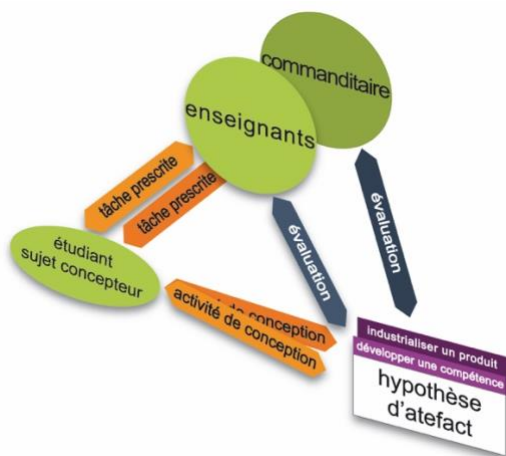 commanditaire
enseignants
tâche prescrite
tâche prescrite
étudiant
sujet concepteur
évaluation
évaluation
de conception
activité de conception
industrialiser un produit
développer une compétence
hypothèse
d'atefact